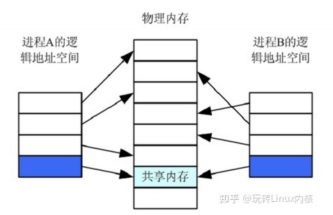 物理内存
进程A的逻
辑地址空间
进程B的逻
辑地址空间
共享内存
知乎 @玩转Linux内核